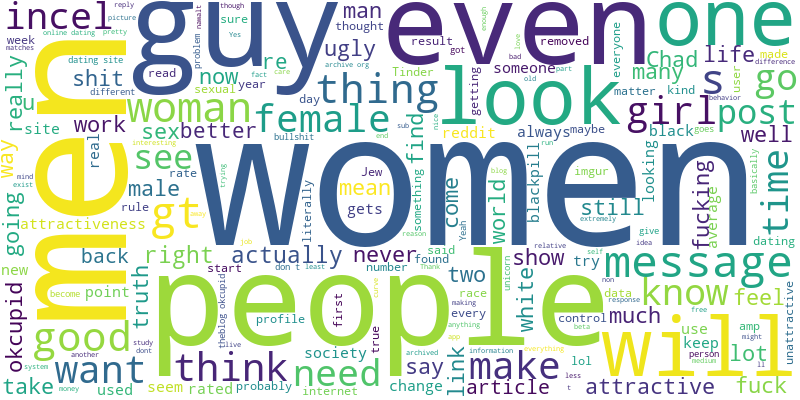 incel
guy
even
one
men
women
people
will
look
thing
man
thought
week
online dating
picture
reply
namalt
pretty
matches
dating site
problem
Yes
though
shit
now
re
ugly
sure
read
archive org
fact
care
sexual
year
result
got
bad
love
part
removed
Tinder
someone
getting
old
everyone
Chad
life
made
difference
user
many
s
go
enough
really
u
different
woman
female
day
site
work
sex
better
bullshit
end
sub
nice
reddit
always
maybe
matter
kind
girl
post
behavior
black
goes
well
way
real
see
interesting
rate
trying
literally
Jew
mean
gets
find
something
come
world
Yeah
blackpill
run
blog
imgur
still
extremely
looking
fucking
average
basically
time
dating
mind
exist
male
rule
going
attractiveness
gt
away
job
right
actually
never
said
found
reason
relative
self
give
idea
try
message
back
new
become
point
truth
start
theblog okcupid
don t
least
number
Thank
two
unicorn
show
white
race
non
data
response
know
free
feel
unattractive
okcupid
good
study
dont
another
profile
live
first
true
curve
control
beta
every
making
anything
app
much
person
might
amp
keep
use
ll
lot
system
money
want
think
need
society
archived
say
link
information
make
everything
lol
medium
less
t
take
used
seem
rated
probably
internet
change
article
attractive
fuck